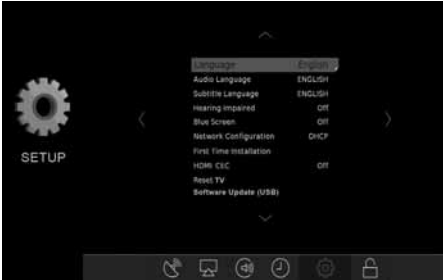 Language English
Audio Language ENGLISH
Subtitle Language ENGLISH
Hearing Impaired Off
Blue Screen Off
Network Configuration DHCP
First Time Installation
HDMI CEC Off
Reset TV
Software Update (USB)
SETUP